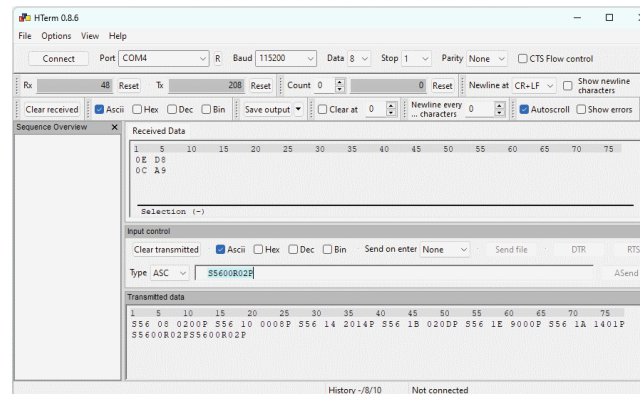 HTerm 0.8.6
File Options View Help
Connect Port COM4 R Baud 115200 Data 8 Stop 1 Parity None CTS Flow control
Rx 48 Reset Tx 208 Reset Count 0 0 Reset Newline at CR+LF Show newline characters
Clear received Ascii Hex Dec Bin Save output Clear at 0 Newline every ... characters 0 Autoscroll Show errors
Sequence Overview X
Received Data
1 5 10 15 20 25 30 35 40 45 50 55 60 65 70 75
0E D8
0C A9
Selection (-)
Input control
Clear transmitted Ascii Hex Dec Bin Send on enter None Send file DTR RTS
Type ASC S5600R02P ASend
Transmitted data
1 5 10 15 20 25 30 35 40 45 50 55 60 65 70 75
S56 08 0200P S56 10 0008P S56 14 2014P S56 1B 020DP S56 1E 9000P S56 1A 1401P
S5600R02PS5600R02P
History -/8/10 Not connected